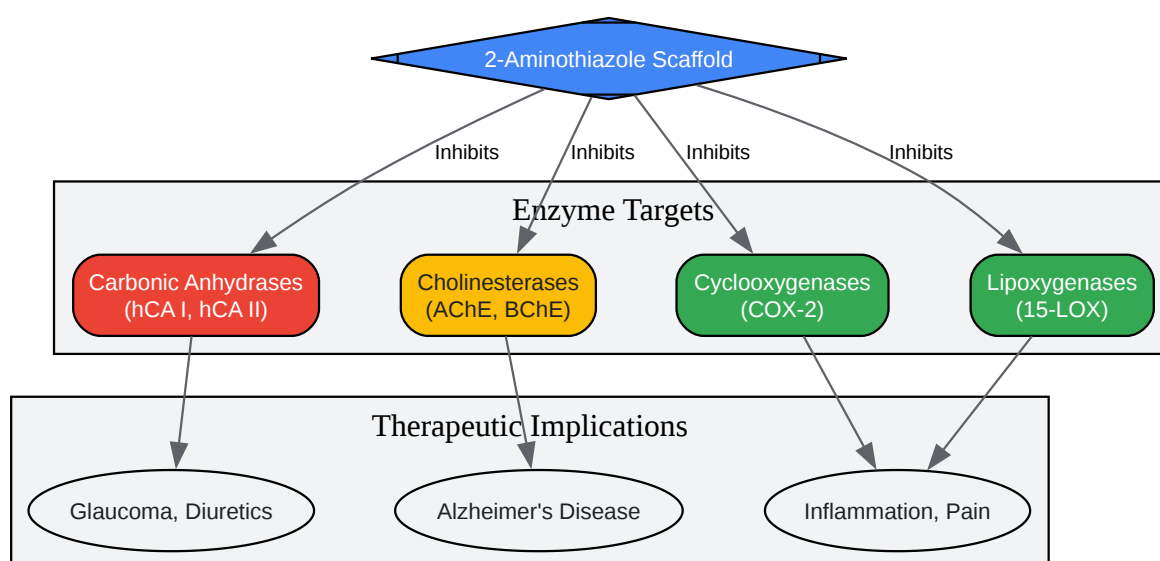 2-Aminothiazole Scaffold
Inhibits
Inhibits
Inhibits
Inhibits
Enzyme Targets
Carbonic Anhydrases
(hCA I, hCA II)
Cholinesterases
(AChE, BChE)
Cyclooxygenases
(COX-2)
Lipoxygenases
(15-LOX)
Therapeutic Implications
Glaucoma, Diuretics
Alzheimer's Disease
Inflammation, Pain